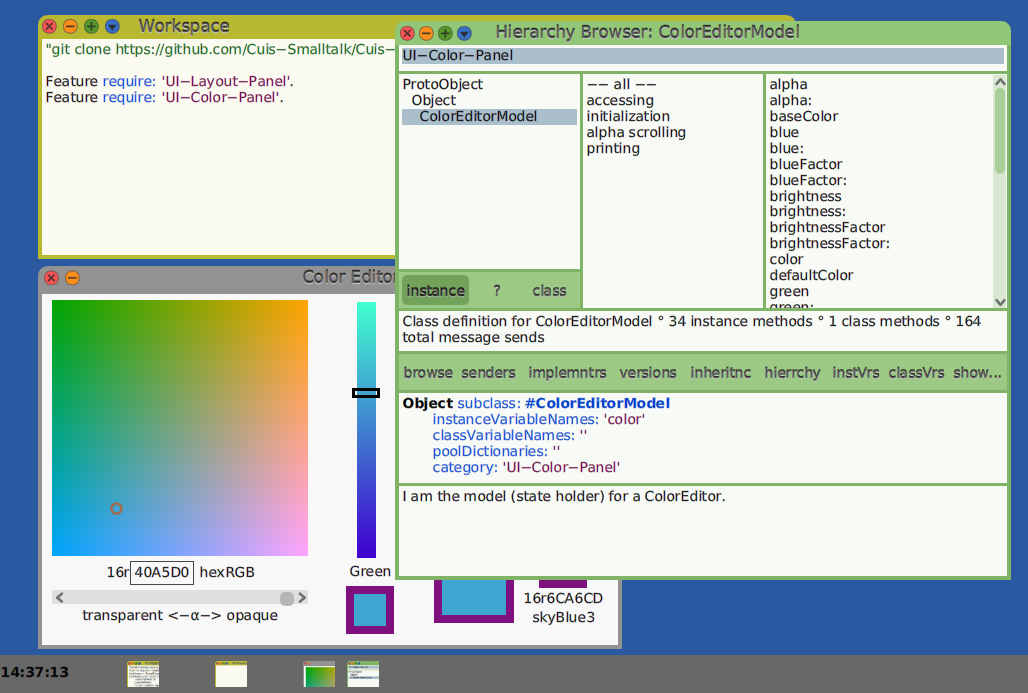 Workspace
"git clone https://github.com/Cuis−Smalltalk/Cuis−
Feature require: 'UI−Layout−Panel'.
Feature require: 'UI−Color−Panel'.
Hierarchy Browser: ColorEditorModel
UI−Color−Panel
ProtoObject
Object
ColorEditorModel
instance ? class
−− all −−
accessing
initialization
alpha scrolling
printing
alpha
alpha:
baseColor
blue
blue:
blueFactor
blueFactor:
brightness
brightness:
brightnessFactor
brightnessFactor:
color
defaultColor
green
green:
Class definition for ColorEditorModel ° 34 instance methods ° 1 class methods ° 164
total message sends
browse senders implemntrs versions inheritnc hierrchy instVrs classVrs show...
Object subclass: #ColorEditorModel
instanceVariableNames: 'color'
classVariableNames: ''
poolDictionaries: ''
category: 'UI−Color−Panel'
I am the model (state holder) for a ColorEditor.
Color Editor
16r 40A5D0 hexRGB
transparent <−α−> opaque
Green
16r6CA6CD
skyBlue3
14:37:13